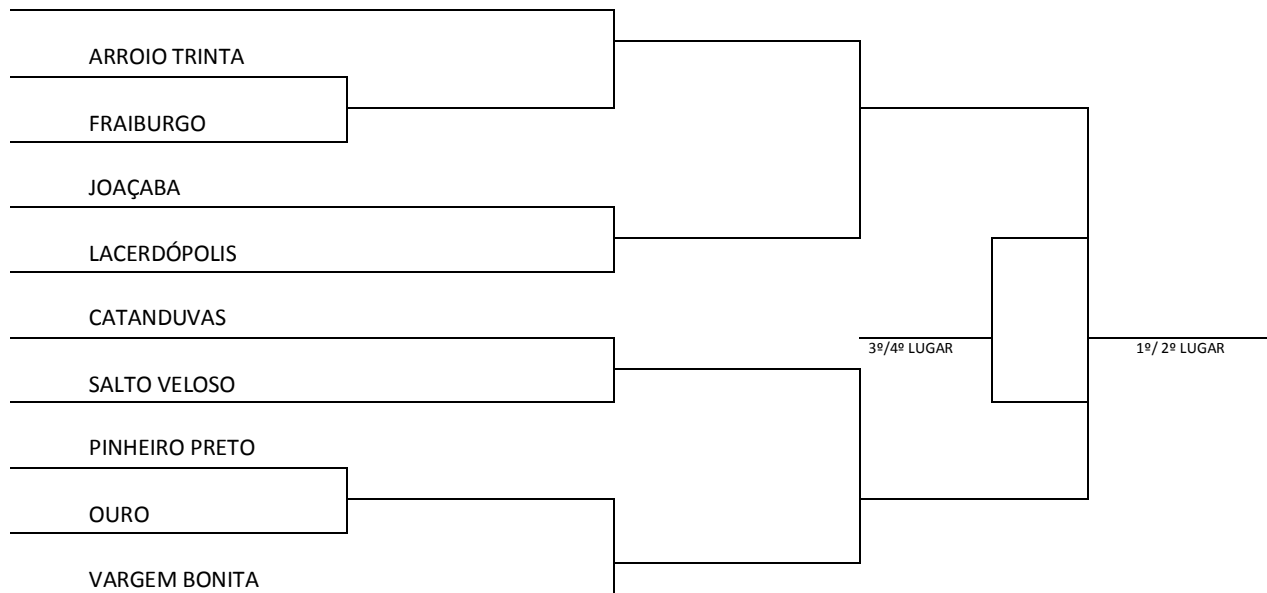 ARROIO TRINTA
FRAIBURGO
JOAÇABA
LACERDÓPOLIS
CATANDUVAS
3º/4º LUGAR
1º/ 2º LUGAR
SALTO VELOSO
PINHEIRO PRETO
OURO
VARGEM BONITA